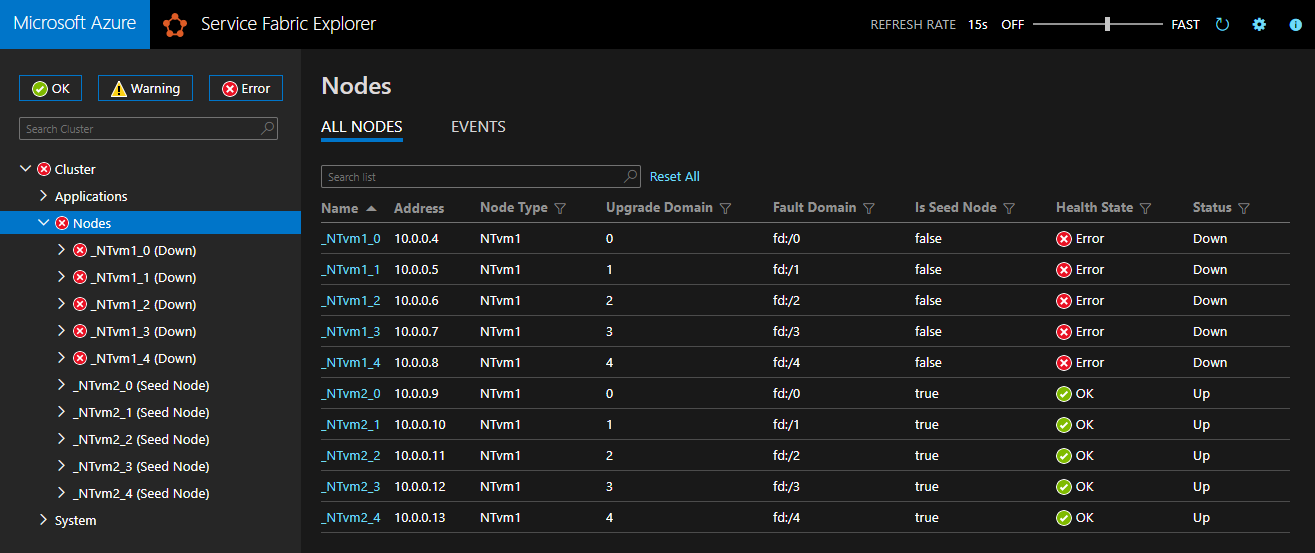 Microsoft Azure Service Fabric Explorer REFRESH RATE 15s OFF FAST
OK Warning Error
Search Cluster
Cluster
Applications
Nodes
_NTvm1_0 (Down)
_NTvm1_1 (Down)
_NTvm1_2 (Down)
_NTvm1_3 (Down)
_NTvm1_4 (Down)
_NTvm2_0 (Seed Node)
_NTvm2_1 (Seed Node)
_NTvm2_2 (Seed Node)
_NTvm2_3 (Seed Node)
_NTvm2_4 (Seed Node)
System
Nodes
ALL NODES EVENTS
Search list Reset All
Name Address Node Type Upgrade Domain Fault Domain Is Seed Node Health State Status
_NTvm1_0 10.0.0.4 NTvm1 0 fd:/0 false Error Down
_NTvm1_1 10.0.0.5 NTvm1 1 fd:/1 false Error Down
_NTvm1_2 10.0.0.6 NTvm1 2 fd:/2 false Error Down
_NTvm1_3 10.0.0.7 NTvm1 3 fd:/3 false Error Down
_NTvm1_4 10.0.0.8 NTvm1 4 fd:/4 false Error Down
_NTvm2_0 10.0.0.9 NTvm1 0 fd:/0 true OK Up
_NTvm2_1 10.0.0.10 NTvm1 1 fd:/1 true OK Up
_NTvm2_2 10.0.0.11 NTvm1 2 fd:/2 true OK Up
_NTvm2_3 10.0.0.12 NTvm1 3 fd:/3 true OK Up
_NTvm2_4 10.0.0.13 NTvm1 4 fd:/4 true OK Up